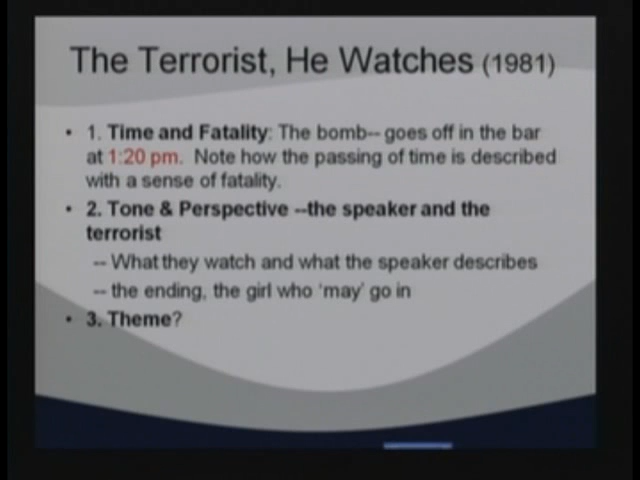 The Terrorist, He Watches (1981)
• 1. Time and Fatality: The bomb-- goes off in the bar
at 1:20 pm. Note how the passing of time is described
with a sense of fatality.
• 2. Tone & Perspective --the speaker and the
terrorist
-- What they watch and what the speaker describes
-- the ending, the girl who 'may' go in
• 3. Theme?